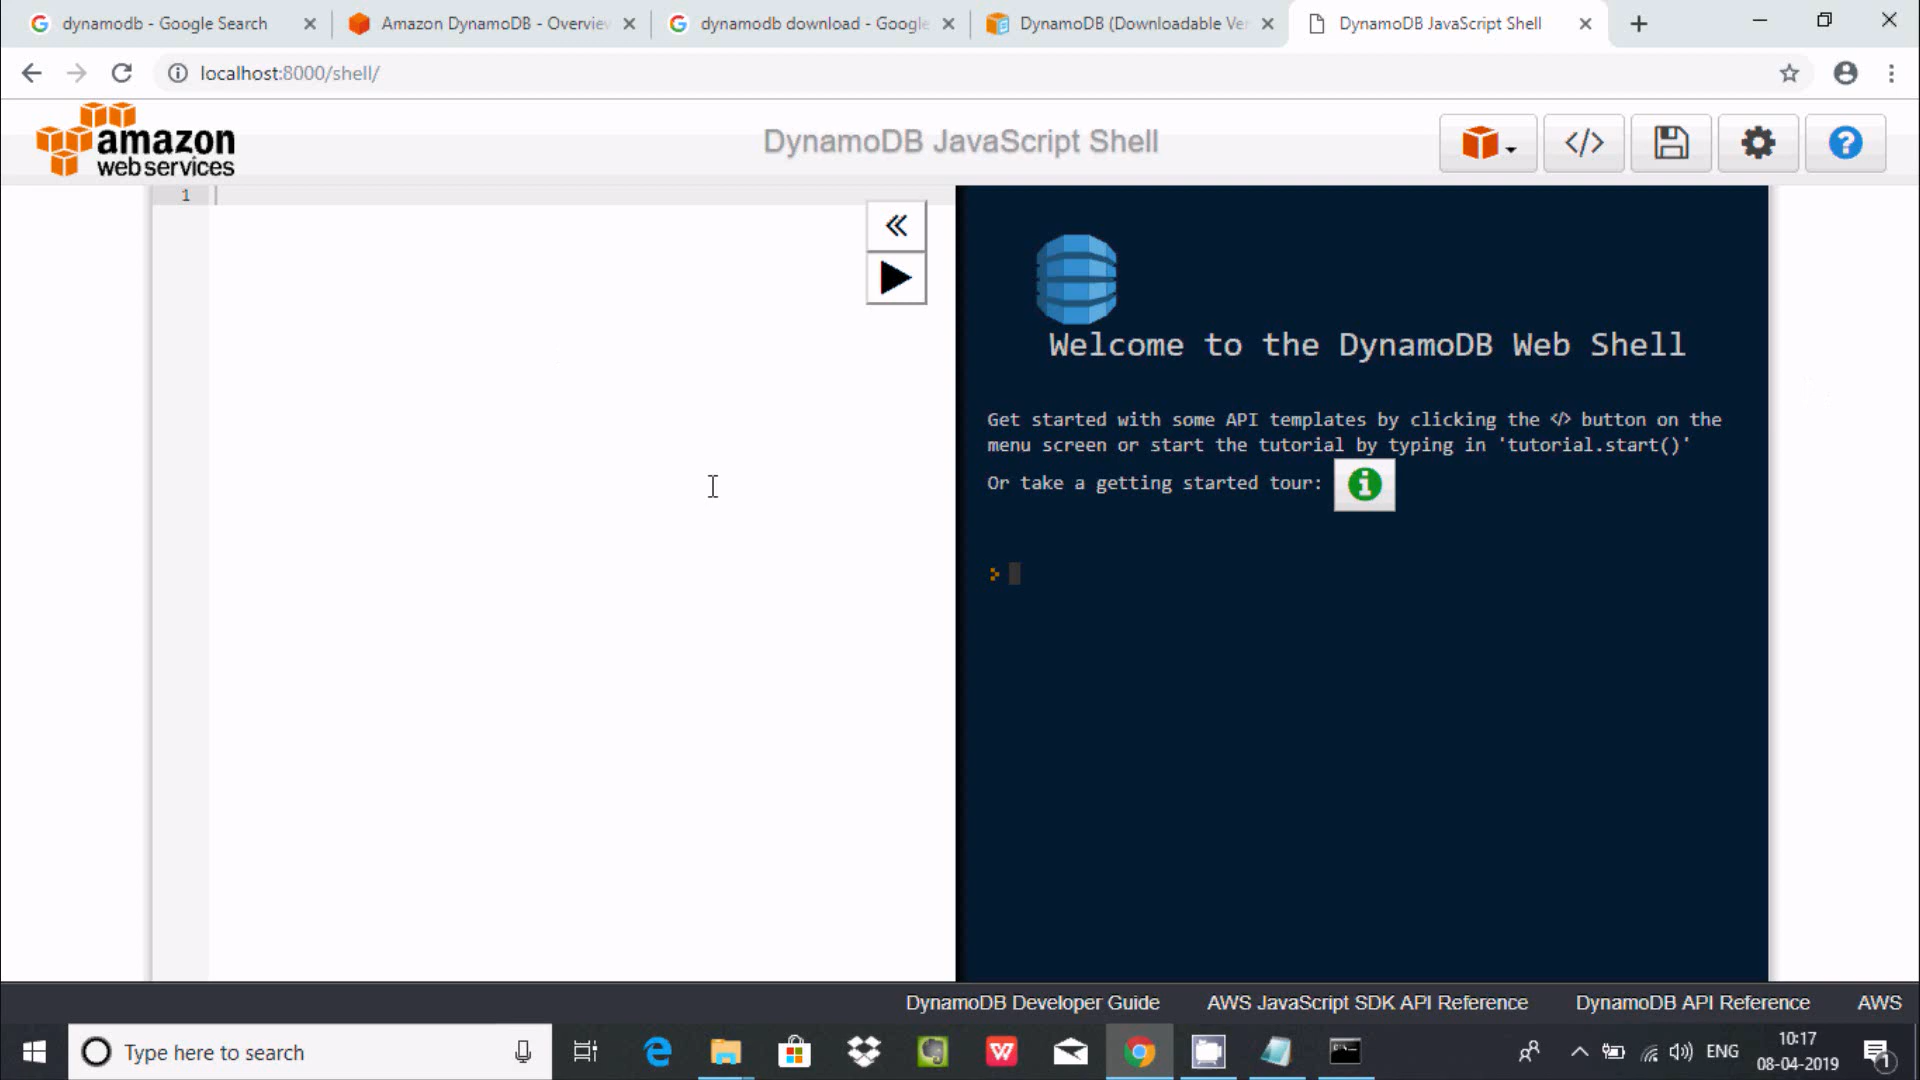 dynamodb - Google Search
Amazon DynamoDB - Overview
dynamodb download - Google
DynamoDB (Downloadable Ver
DynamoDB JavaScript Shell
localhost:8000/shell/
amazon
webservices
DynamoDB JavaScript Shell
</>
?
1
Welcome to the DynamoDB Web Shell
Get started with some API templates by clicking the </> button on the
menu screen or start the tutorial by typing in 'tutorial.start()'
Or take a getting started tour:
>
DynamoDB Developer Guide
AWS JavaScript SDK API Reference
DynamoDB API Reference
AWS
Type here to search
ENG
10:17
08-04-2019
1